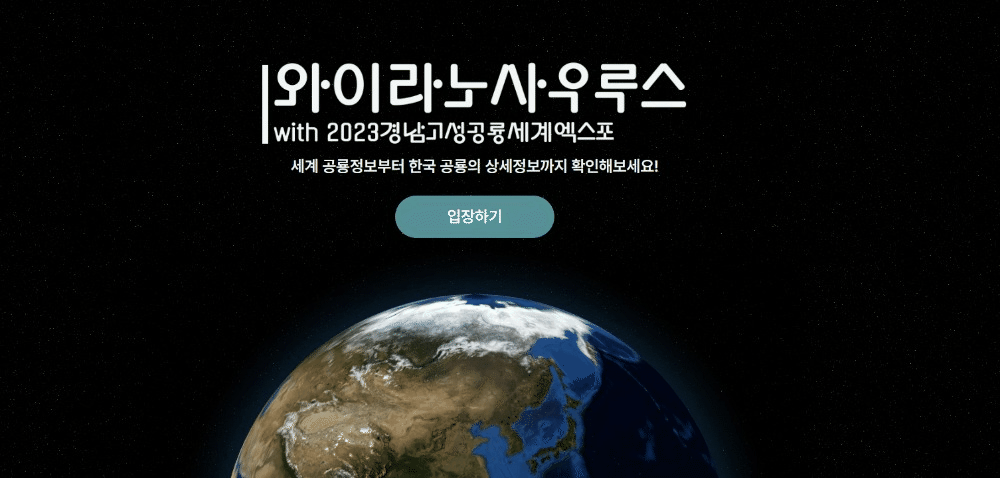 와이라노사우루스
with 2023경남고성공룡세계엑스포
세계 공룡정보부터 한국 공룡의 상세정보까지 확인해보세요!
입장하기